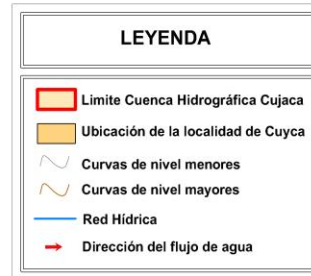 LEYENDA
Limite Cuenca Hidrográfica Cujaca
Ubicación de la localidad de Cuyca
Curvas de nivel menores
Curvas de nivel mayores
Red Hídrica
Dirección del flujo de agua